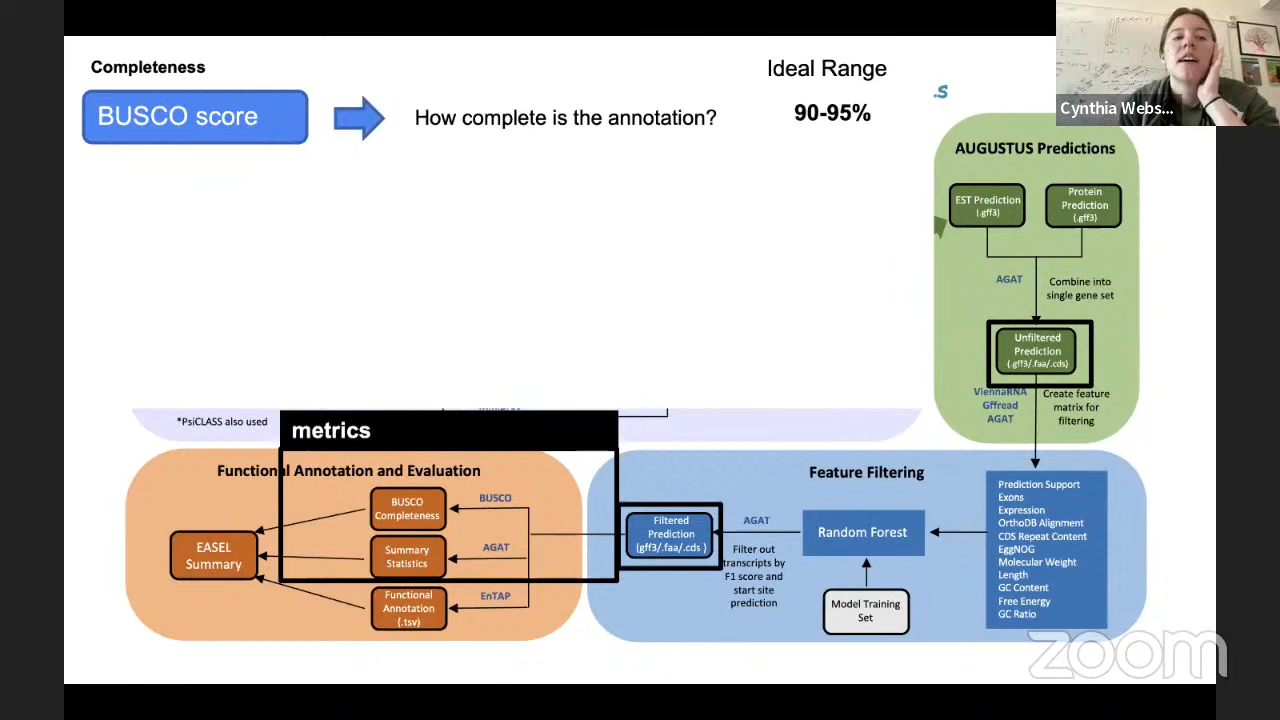 Completeness
BUSCO score
How complete is the annotation?
Ideal Range
90-95%
.s
Cynthia Webs...
AUGUSTUS Predictions
EST Prediction
(.gff3)
Protein
Prediction
(.gff3)
AGAT
Combine into
single gene set
Unfiltered
Prediction
(.gff3/.faa/.cds)
ViennaRNA
Gffread
AGAT
Create feature
matrix for
filtering
*PsiCLASS also used
metrics
Functional Annotation and Evaluation
BUSCO
Completeness
BUSCO
EASEL
Summary
Summary
Statistics
AGAT
Functional
Annotation
(.tsv)
EnTAP
Feature Filtering
Filtered
Prediction
(gff3/.faa/.cds )
AGAT
Filter out
transcripts by
F1 score and
start site
prediction
Random Forest
Model Training
Set
Prediction Support
Exons
Expression
OrthoDB Alignment
CDS Repeat Content
EggNOG
Molecular Weight
Length
GC Content
Free Energy
GC Ratio
zoom